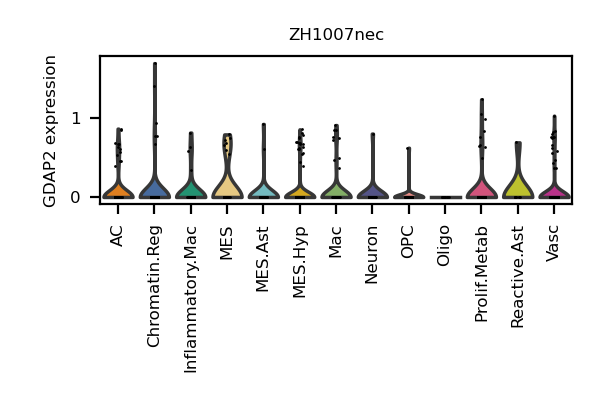 ZH1007nec
GDAP2 expression
1
0
AC
Chromatin.Reg
Inflammatory.Mac
MES
MES.Ast
MES.Hyp
Mac
Neuron
OPC
Oligo
Prolif.Metab
Reactive.Ast
Vasc